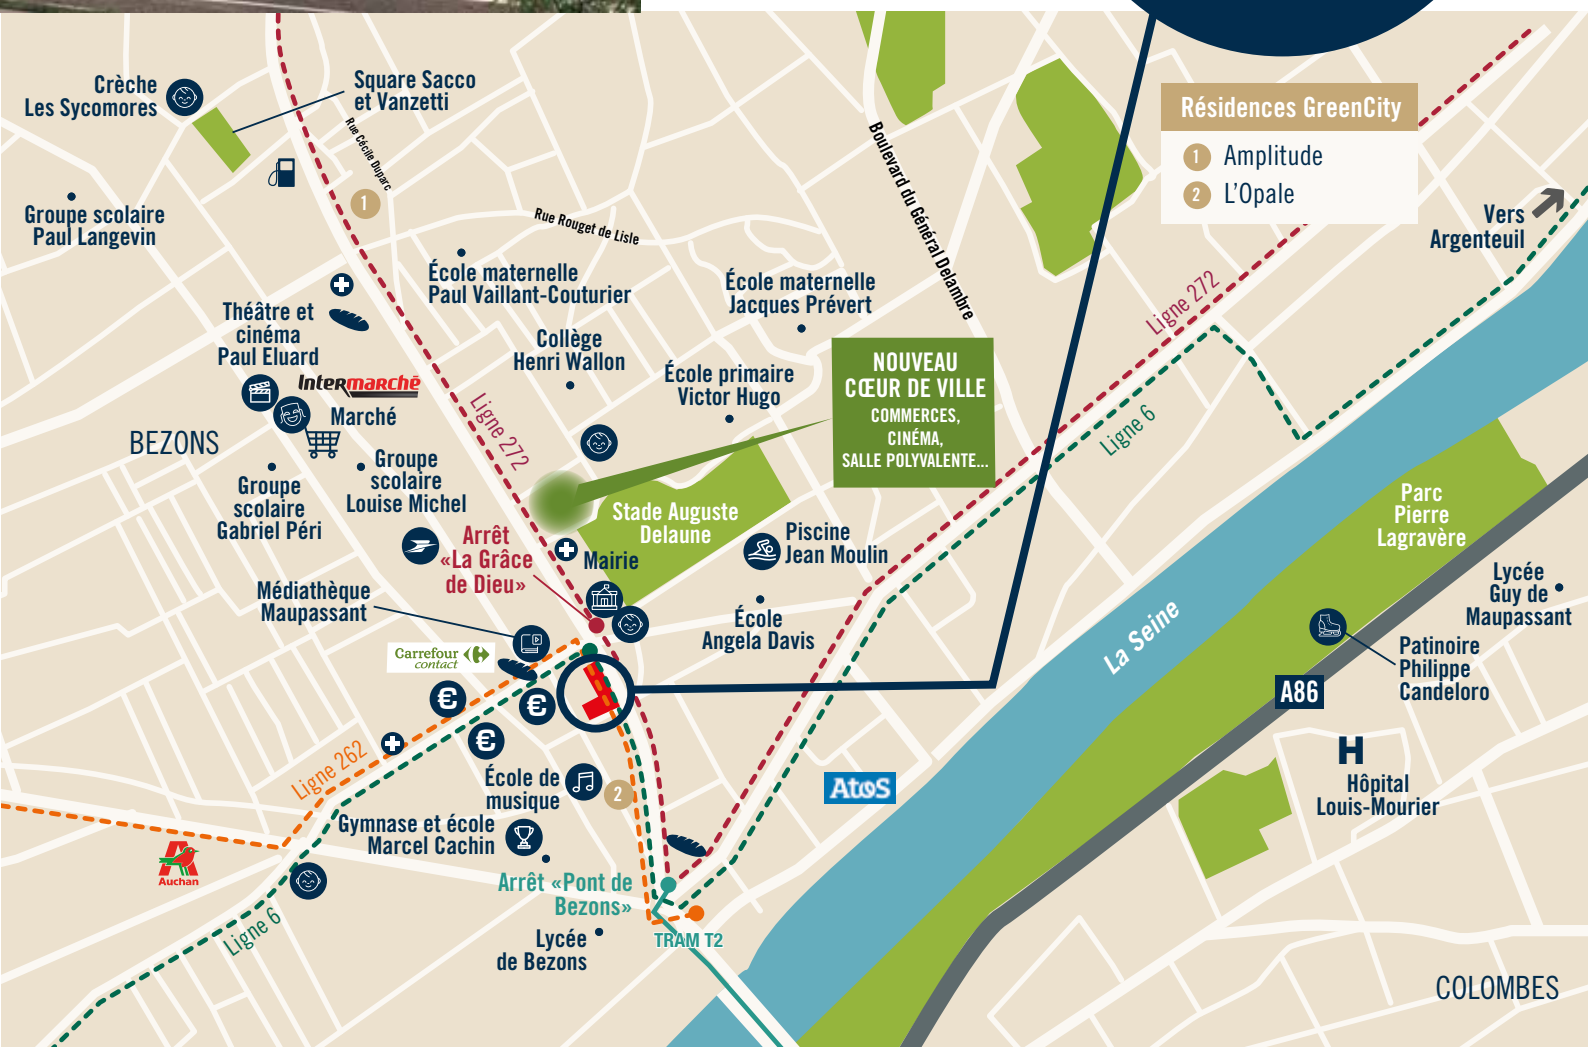 Crèche
Les Sycomores
Square Sacco
et Vanzetti
Rue Cécile Duparc
Groupe scolaire
Paul Langevin
1
Rue Rouget de Lisle
Boulevard du Général Delambre
Résidences GreenCity
1 Amplitude
2 L'Opale
Vers
Argenteuil
École maternelle
Paul Vaillant-Couturier
École maternelle
Jacques Prévert
Ligne 272
Théâtre et
cinéma
Paul Eluard
Intermarché
Marché
Collège
Henri Wallon
École primaire
Victor Hugo
NOUVEAU
CŒUR DE VILLE
COMMERCES,
CINÉMA,
SALLE POLYVALENTE...
Ligne 6
BEZONS
Ligne 272
Groupe
scolaire
Gabriel Péri
Groupe
scolaire
Louise Michel
Stade Auguste
Delaune
Parc
Pierre
Lagravère
Arrêt
«La Grâce
de Dieu»
Mairie
Piscine
Jean Moulin
Médiathèque
Maupassant
École
Angela Davis
Lycée
Guy de
Maupassant
La Seine
Carrefour
contact
€
€
€
Patinoire
Philippe
Candeloro
A86
Ligne 262
École de
musique
2
Atos
H
Hôpital
Louis-Mourier
Gymnase et école
Marcel Cachin
Auchan
Arrêt «Pont de
Bezons»
Ligne 6
Lycée
de Bezons
TRAM T2
COLOMBES